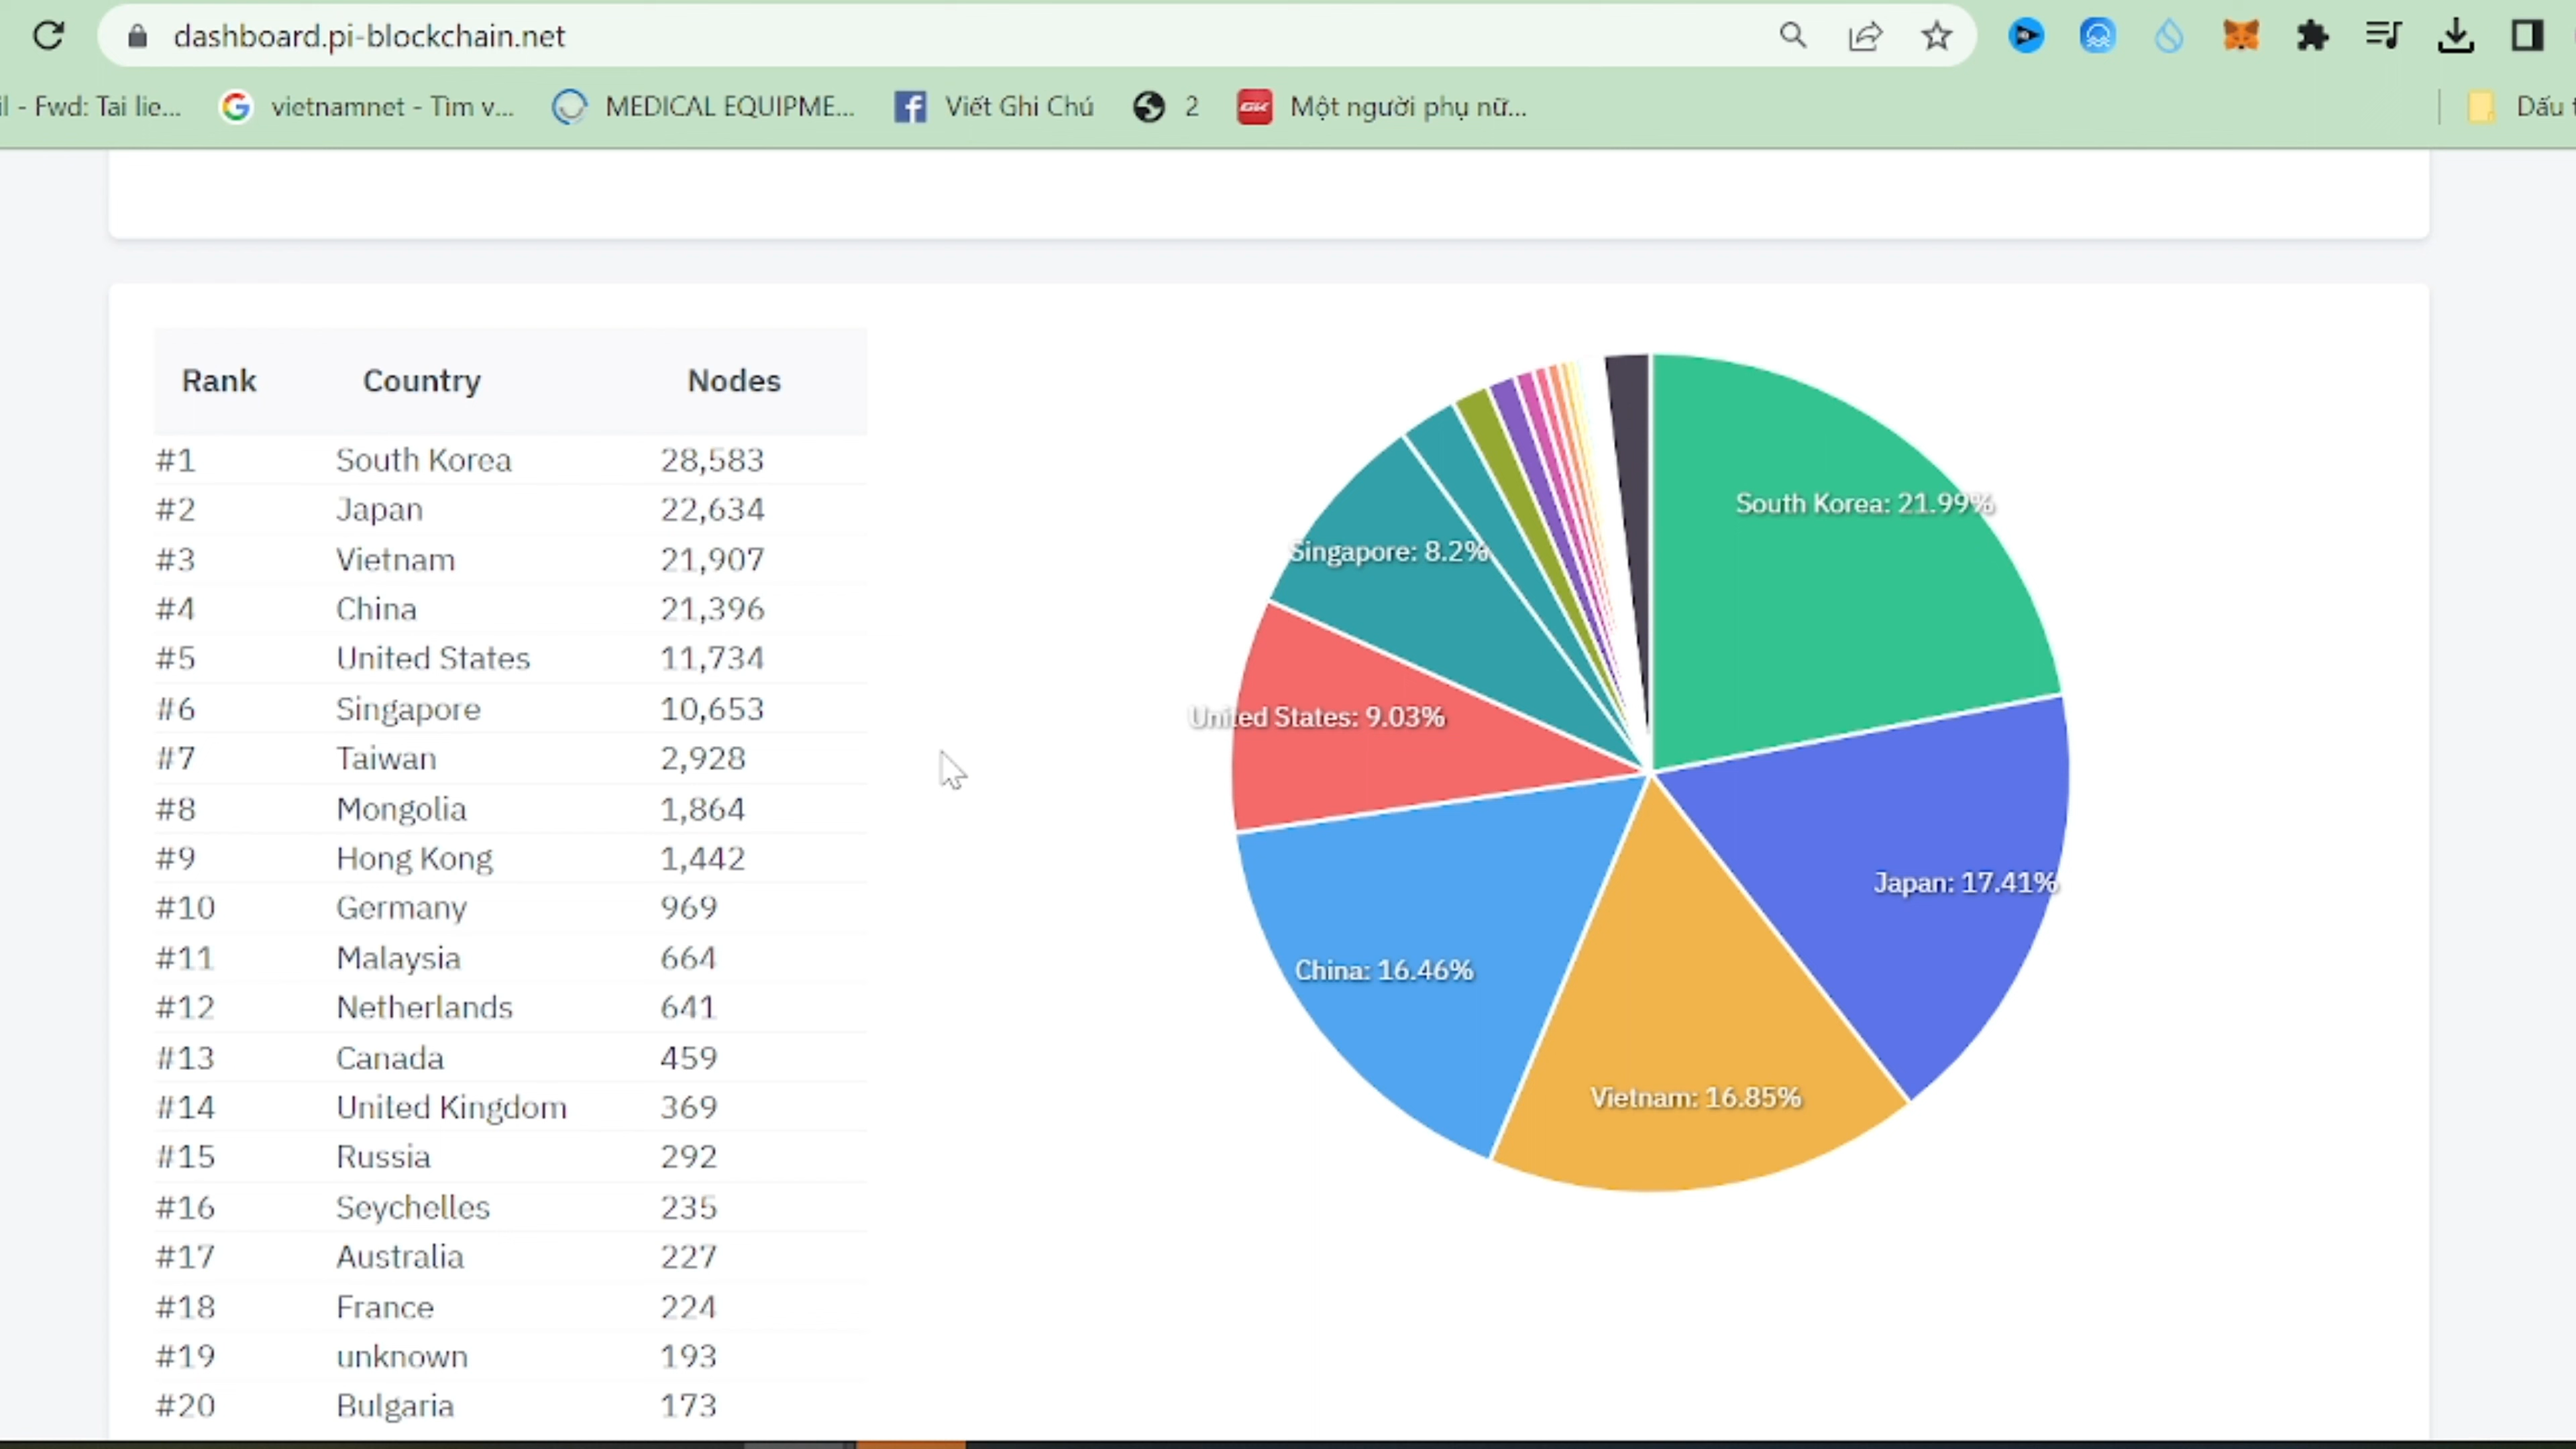 dashboard.pi-blockchain.net
il - Fwd: Tai lie...
vietnamnet - Tìm v...
MEDICAL EQUIPME...
Viết Ghi Chú
2
GK
Một người phụ nữ...
Dấu t
Rank Country Nodes
#1 South Korea 28,583
#2 Japan 22,634
#3 Vietnam 21,907
#4 China 21,396
#5 United States 11,734
#6 Singapore 10,653
#7 Taiwan 2,928
#8 Mongolia 1,864
#9 Hong Kong 1,442
#10 Germany 969
#11 Malaysia 664
#12 Netherlands 641
#13 Canada 459
#14 United Kingdom 369
#15 Russia 292
#16 Seychelles 235
#17 Australia 227
#18 France 224
#19 unknown 193
#20 Bulgaria 173
South Korea: 21.99%
Singapore: 8.2%
United States: 9.03%
Japan: 17.41%
China: 16.46%
Vietnam: 16.85%